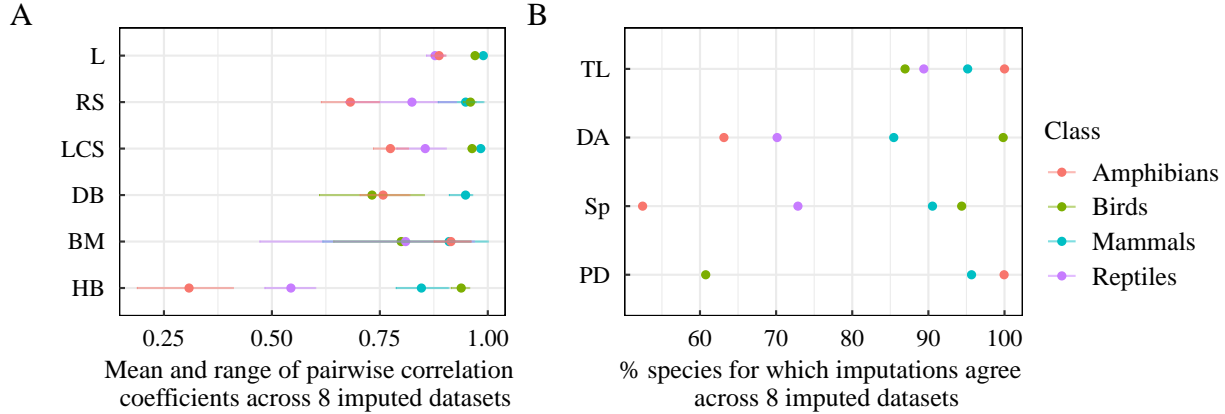 A
L
RS
LCS
DB
BM
HB
0.25 0.50 0.75 1.00
Mean and range of pairwise correlation
coefficients across 8 imputed datasets
B
TL
DA
Sp
PD
60 70 80 90 100
% species for which imputations agree
across 8 imputed datasets
Class
Amphibians
Birds
Mammals
Reptiles